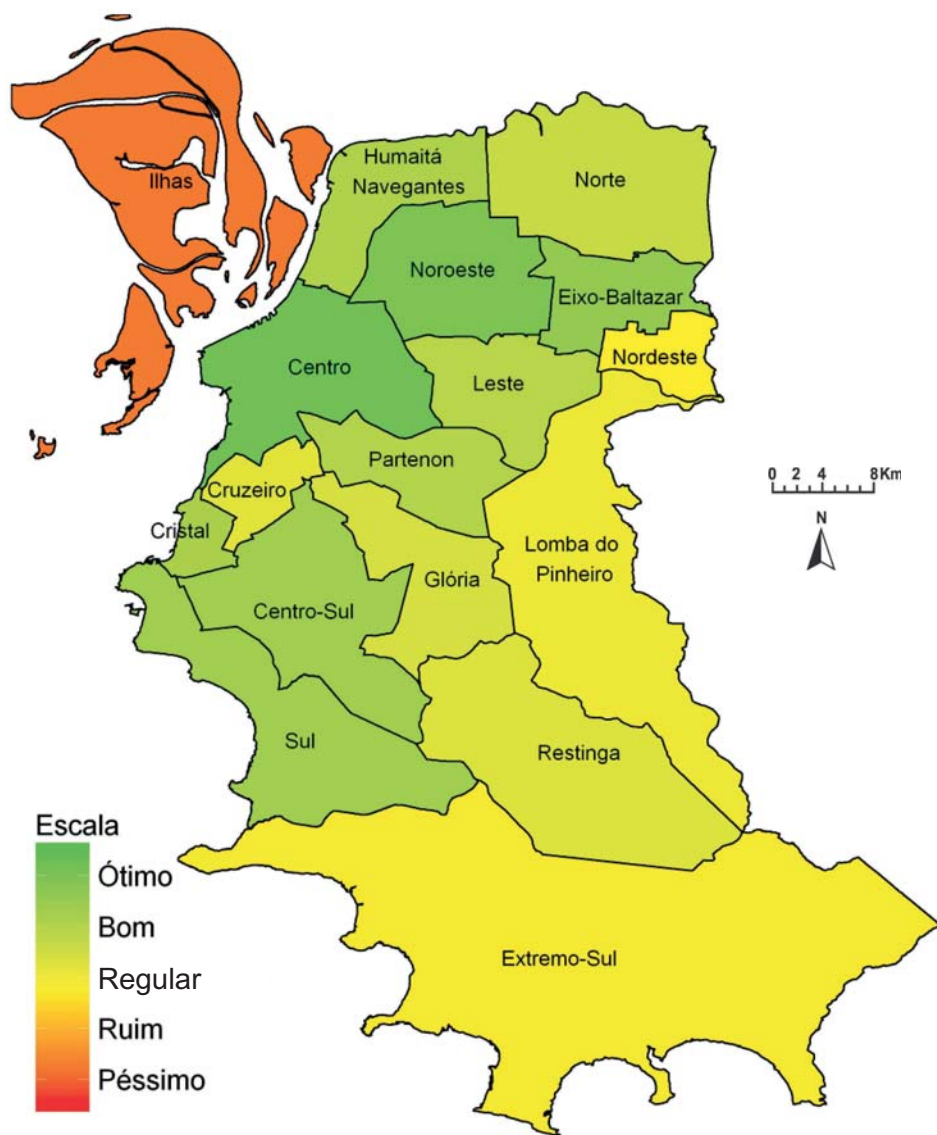 Ilhas
Humaitá
Navegantes
Norte
Noroeste
Eixo-Baltazar
Nordeste
Centro
Leste
Partenon
Cruzeiro
Cristal
Lomba do
Pinheiro
Glória
Centro-Sul
Sul
Restinga
Extremo-Sul
0 2 4 8Km
N
Escala
Ótimo
Bom
Regular
Ruim
Péssimo